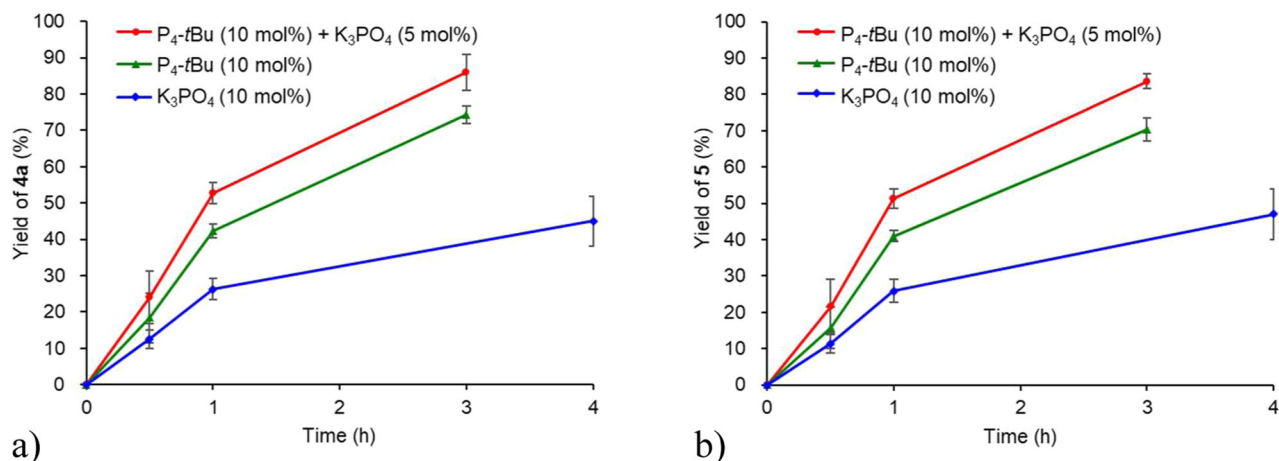 100
90
80
70
60
50
40
30
20
10
0
Yield of 4a (%)
P₄-tBu (10 mol%) + K₃PO₄ (5 mol%)
P₄-tBu (10 mol%)
K₃PO₄ (10 mol%)
0 1 2 3 4
Time (h)
a)
100
90
80
70
60
50
40
30
20
10
0
Yield of 5 (%)
P₄-tBu (10 mol%) + K₃PO₄ (5 mol%)
P₄-tBu (10 mol%)
K₃PO₄ (10 mol%)
0 1 2 3 4
Time (h)
b)